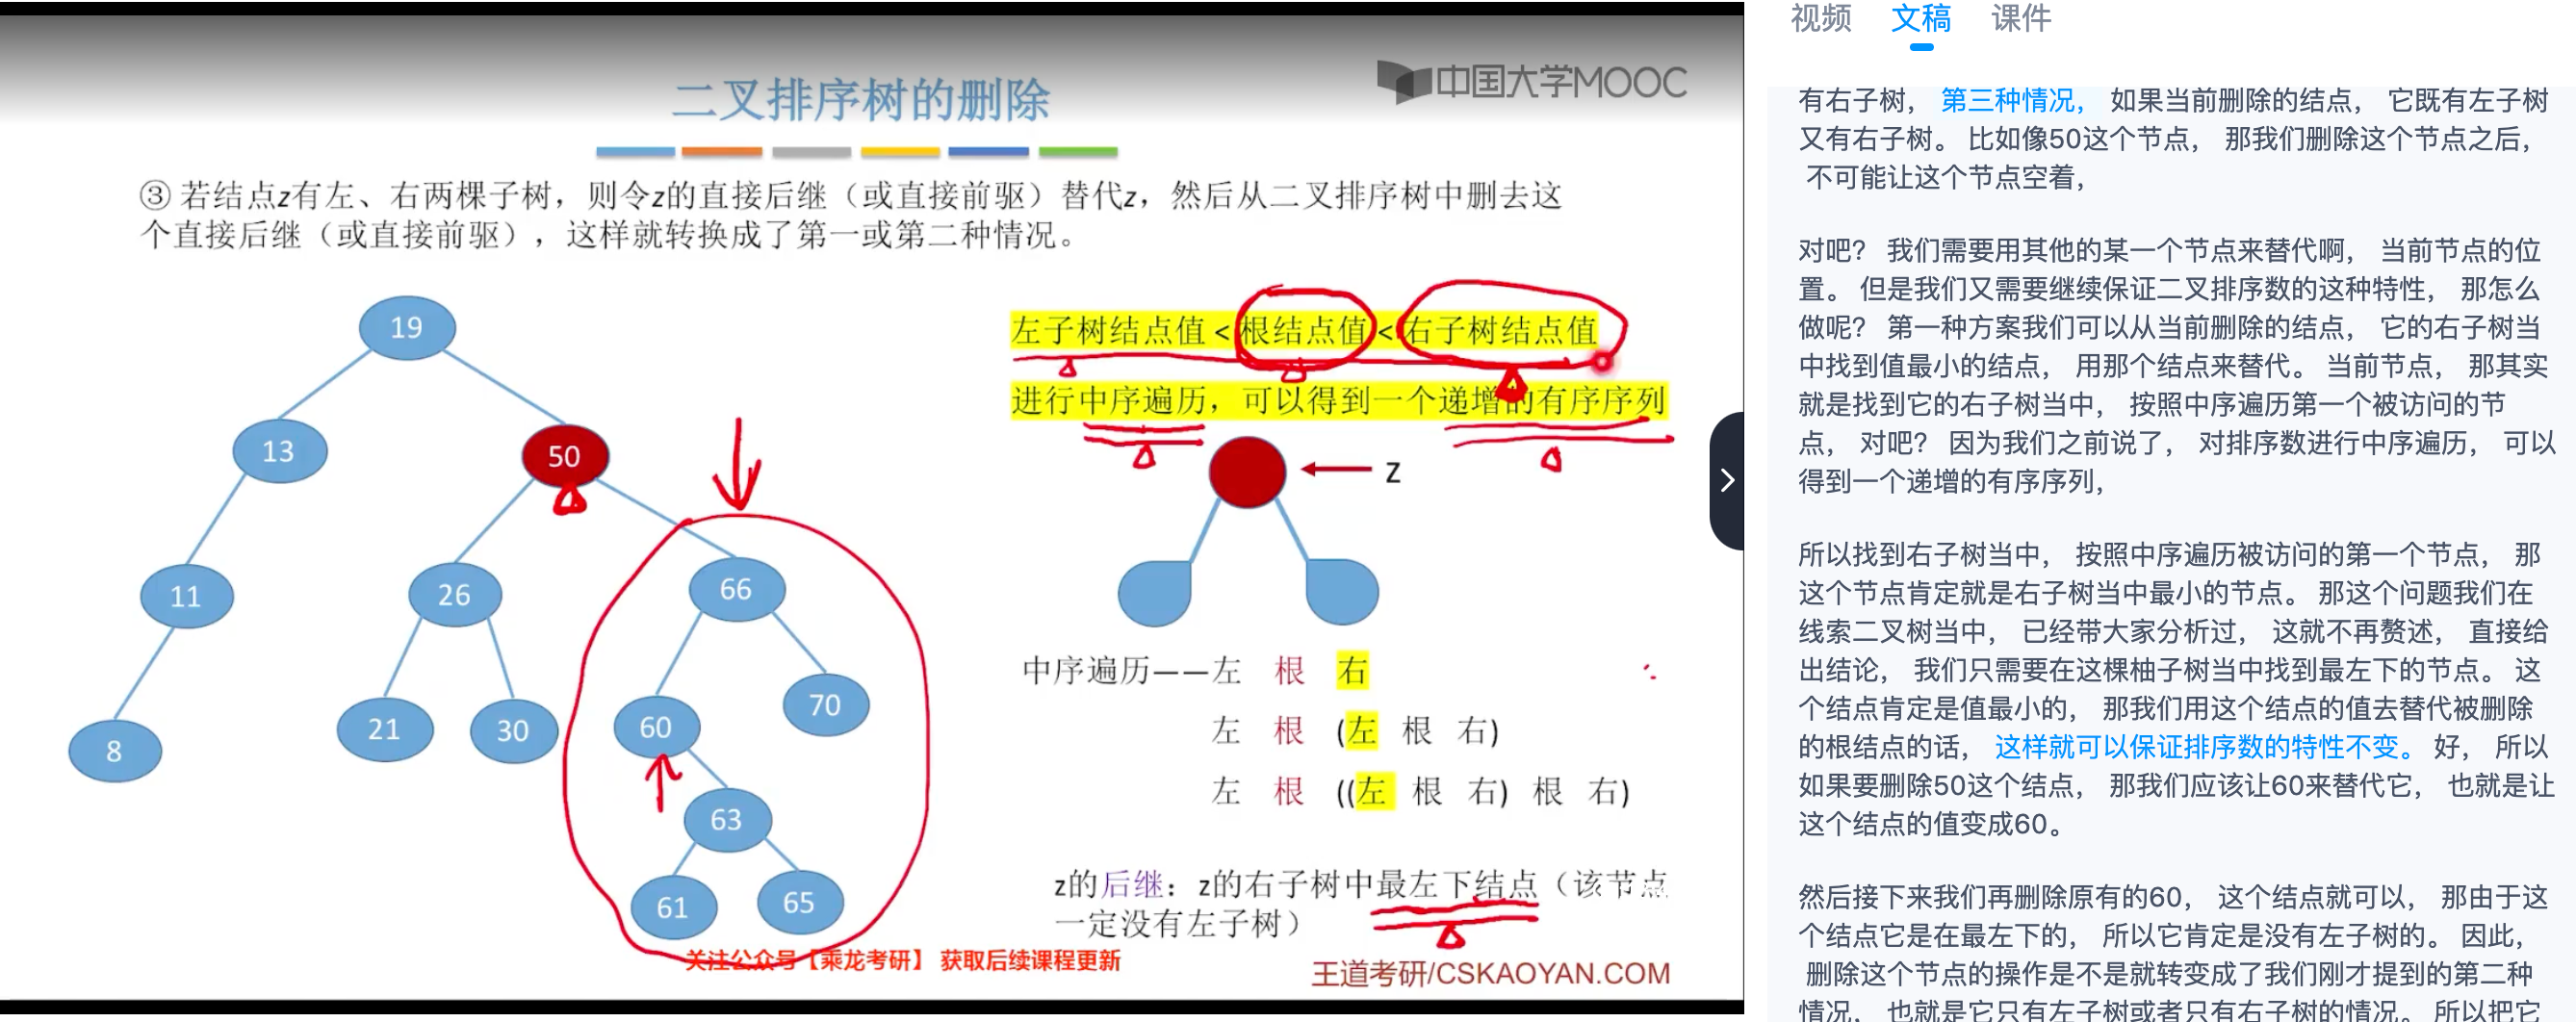 二叉排序树的删除
中国大学MOOC
③ 若结点z有左、右两棵子树，则令z的直接后继（或直接前驱）替代z，然后从二叉排序树中删去这
个直接后继（或直接前驱），这样就转换成了第一或第二种情况。
左子树结点值 < 根结点值 < 右子树结点值
进行中序遍历，可以得到一个递增的有序序列
19
13
50
11
26
66
8
21
30
60
70
63
61
65
z
中序遍历——左 根 右
左 根 (左 根 右)
左 根 ((左 根 右) 根 右)
z的后继：z的右子树中最左下结点（该节点
一定没有左子树）
关注公众号【乘龙考研】 获取后续课程更新
王道考研/CSKAOYAN.COM
视频 文稿 课件
有右子树， 第三种情况， 如果当前删除的结点， 它既有左子树
又有右子树。 比如像50这个节点， 那我们删除这个节点之后，
不可能让这个节点空着，
对吧？ 我们需要用其他的某一个节点来替代啊， 当前节点的位
置。 但是我们又需要继续保证二叉排序数的这种特性， 那怎么
做呢？ 第一种方案我们可以从当前删除的结点， 它的右子树当
中找到值最小的结点， 用那个结点来替代。 当前节点， 那其实
就是找到它的右子树当中， 按照中序遍历第一个被访问的节
点， 对吧？ 因为我们之前说了， 对排序数进行中序遍历， 可以
得到一个递增的有序序列，
所以找到右子树当中， 按照中序遍历被访问的第一个节点， 那
这个节点肯定就是右子树当中最小的节点。 那这个问题我们在
线索二叉树当中， 已经带大家分析过， 这就不再赘述， 直接给
出结论， 我们只需要在这棵柚子树当中找到最左下的节点。 这
个结点肯定是值最小的， 那我们用这个结点的值去替代被删除
的根结点的话， 这样就可以保证排序数的特性不变。 好， 所以
如果要删除50这个结点， 那我们应该让60来替代它， 也就是让
这个结点的值变成60。
然后接下来我们再删除原有的60， 这个结点就可以， 那由于这
个结点它是在最左下的， 所以它肯定是没有左子树的。 因此，
删除这个节点的操作是不是就转变成了我们刚才提到的第二种
情况， 也就是它只有左子树或者只有右子树的情况。 所以把它